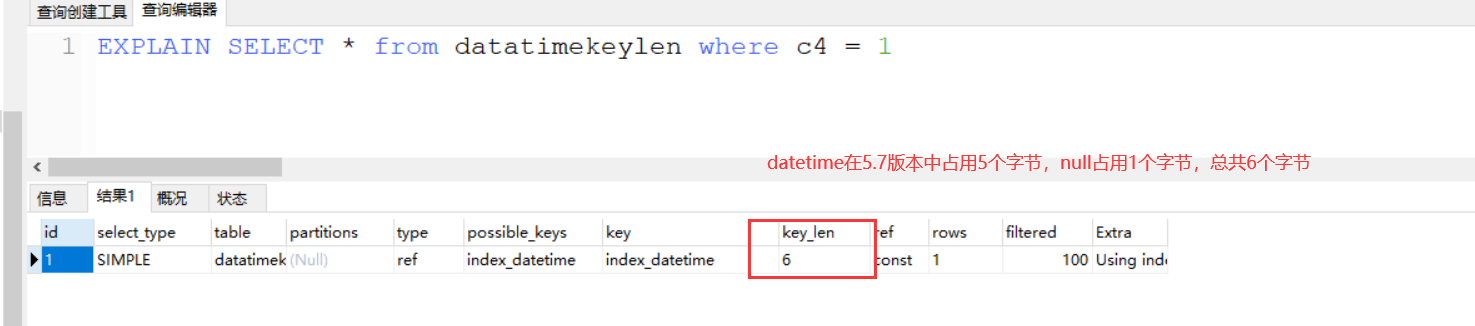 查询创建工具 查询编辑器
1 EXPLAIN SELECT * from datatimekeylen where c4 = 1
datetime在5.7版本中占用5个字节，null占用1个字节，总共6个字节
信息 结果1 概况 状态
id select_type table partitions type possible_keys key key_len ref rows filtered Extra
1 SIMPLE datatimek (Null) ref index_datetime index_datetime 6 const 1 100 Using inde